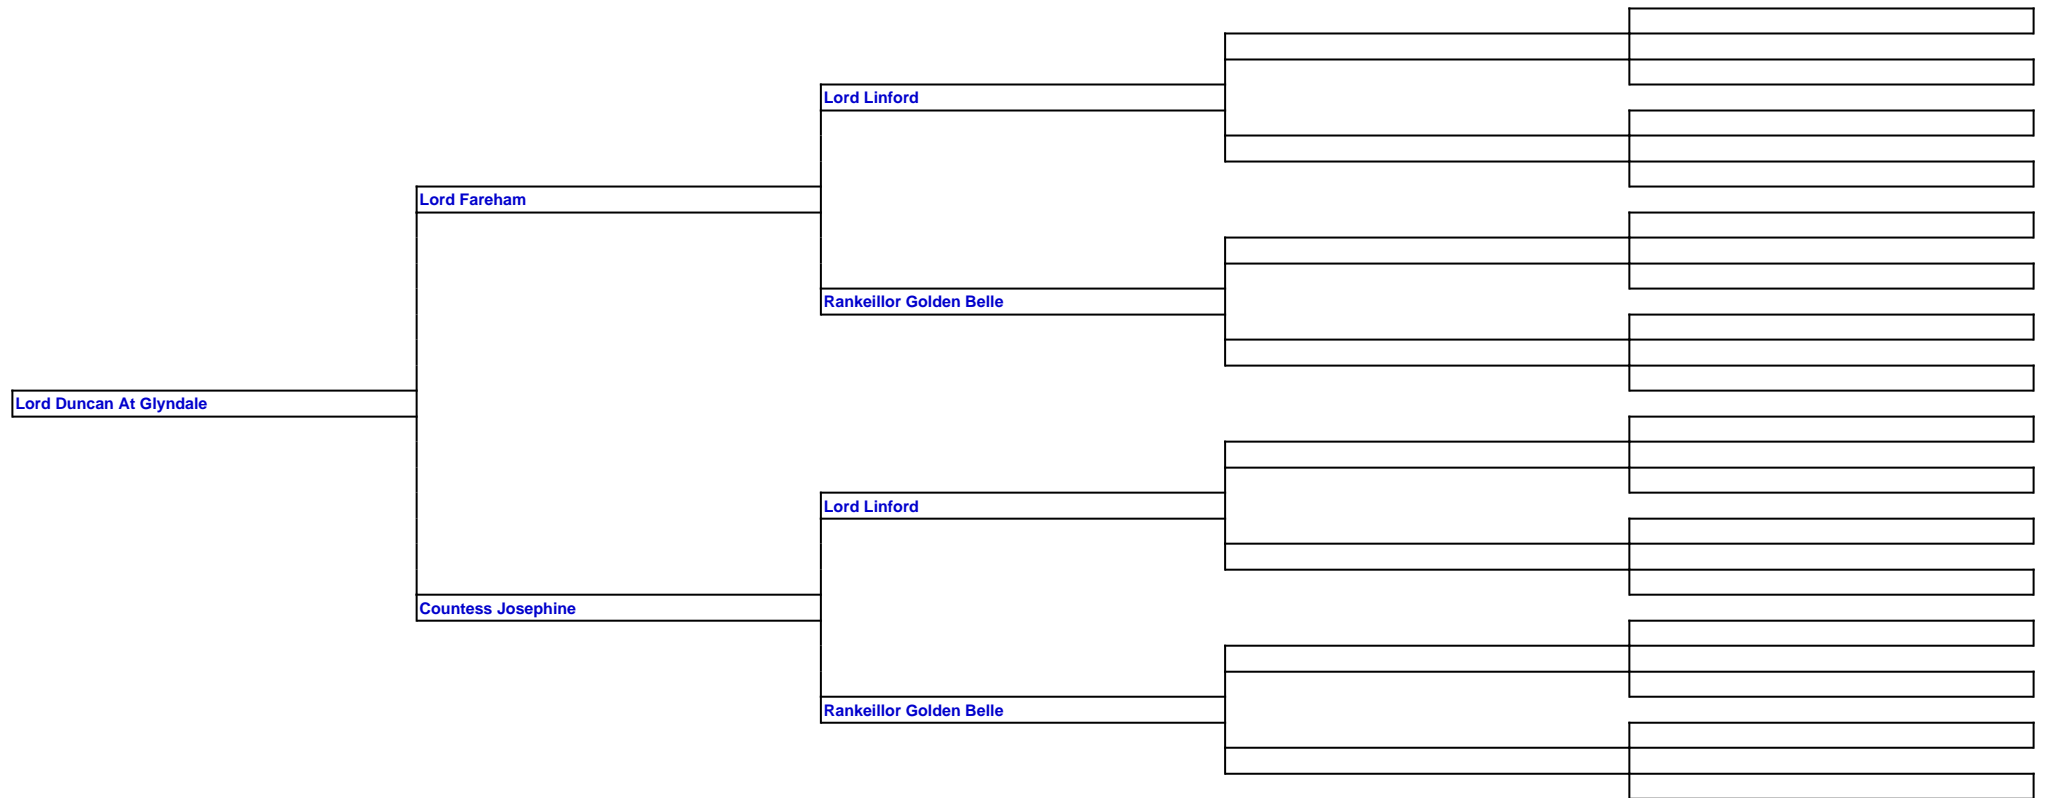 Lord Linford
Lord Fareham
Rankeillor Golden Belle
Lord Duncan At Glyndale
Lord Linford
Countess Josephine
Rankeillor Golden Belle